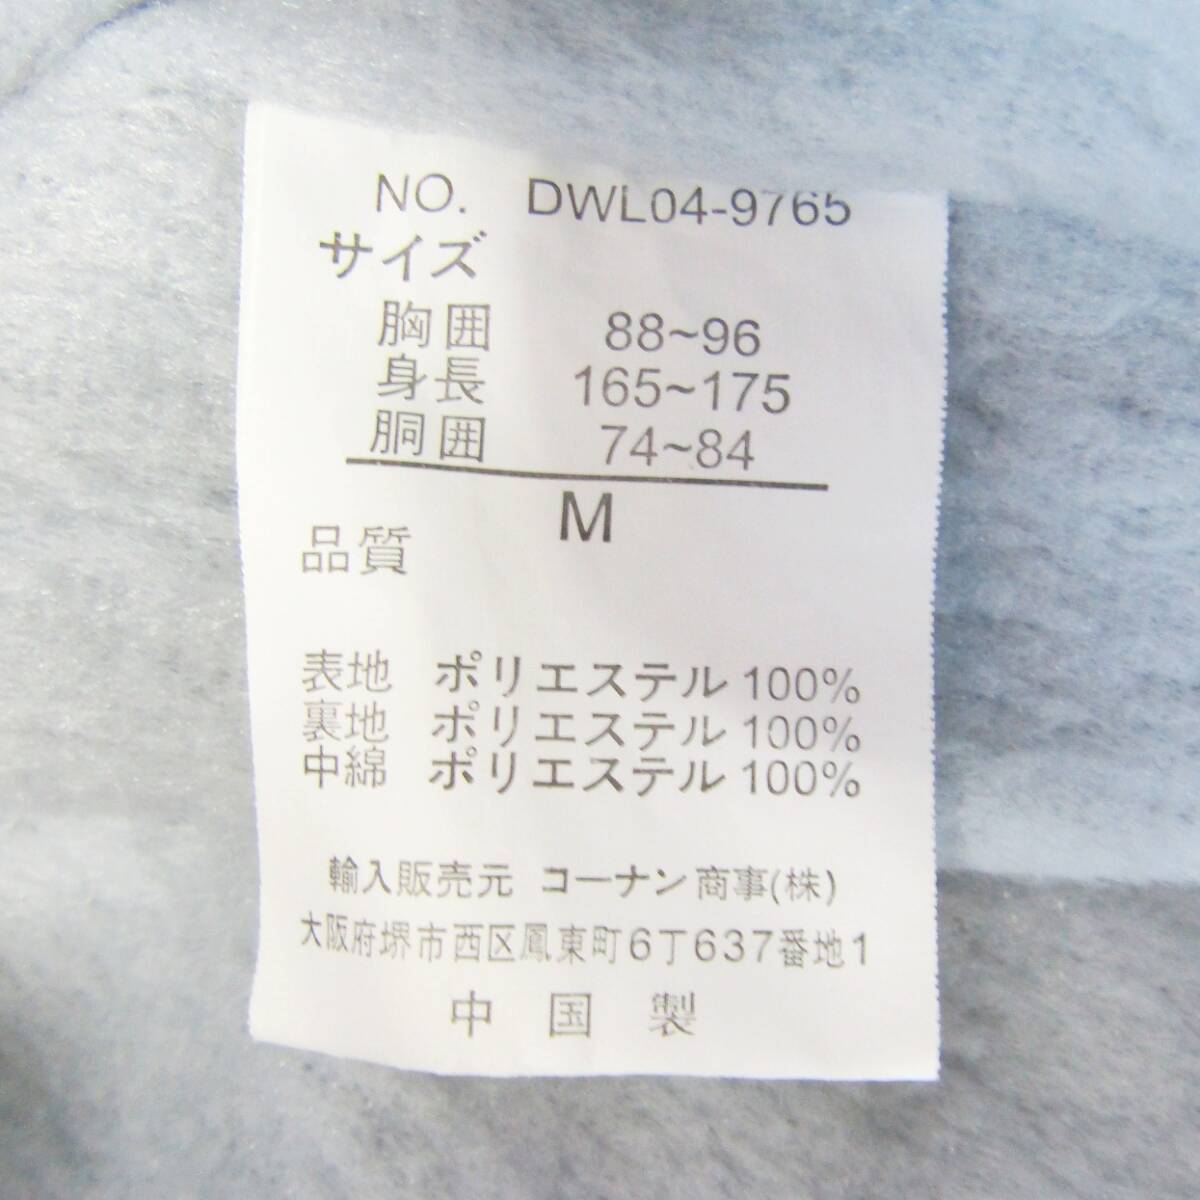 NO. DWL04-9765
サイズ
胸囲 88~96
身長 165~175
胴囲 74~84
M
品質
表地 ポリエステル 100%
裏地 ポリエステル 100%
中綿 ポリエステル 100%
輸入販売元 コーナン商事(株)
大阪府堺市西区鳳東町6丁637番地1
中国製